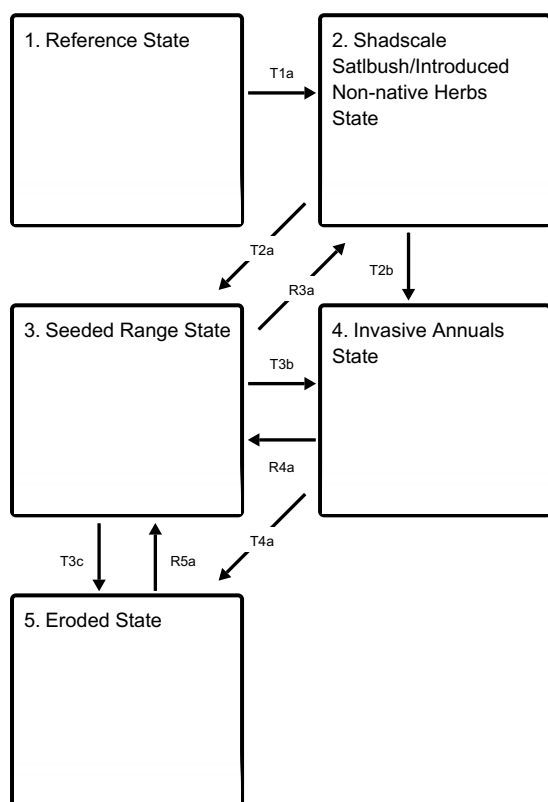 1. Reference State
T1a
2. Shadscale
Satlbush/Introduced
Non-native Herbs
State
T2a
R3a
T2b
3. Seeded Range State
T3b
R4a
4. Invasive Annuals
State
T4a
T3c
R5a
5. Eroded State